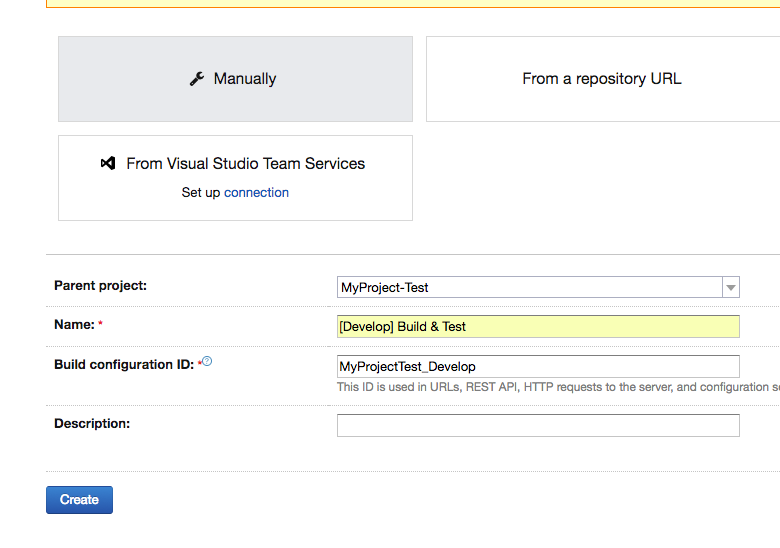 Manually
From a repository URL
From Visual Studio Team Services
Set up connection
Parent project:
MyProject-Test
Name: *
[Develop] Build & Test
Build configuration ID: *?
MyProjectTest_Develop
This ID is used in URLs, REST API, HTTP requests to the server, and configuration
Description:
Create